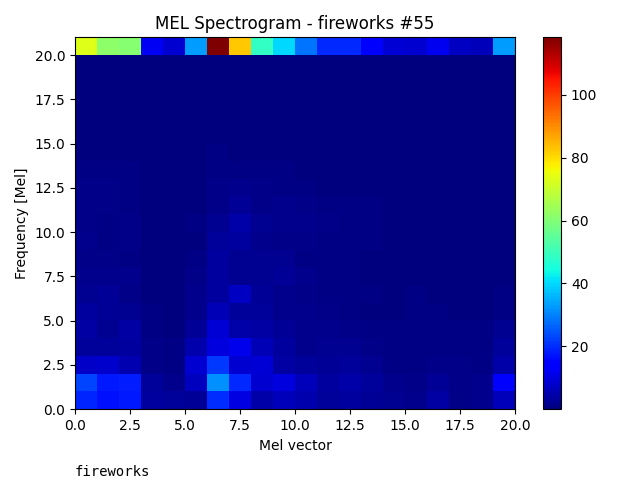 MEL Spectrogram - fireworks #55
20.0
17.5
15.0
12.5
10.0
7.5
5.0
2.5
0.0
Frequency [Mel]
0.0 2.5 5.0 7.5 10.0 12.5 15.0 17.5 20.0
Mel vector
100
80
60
40
20
fireworks